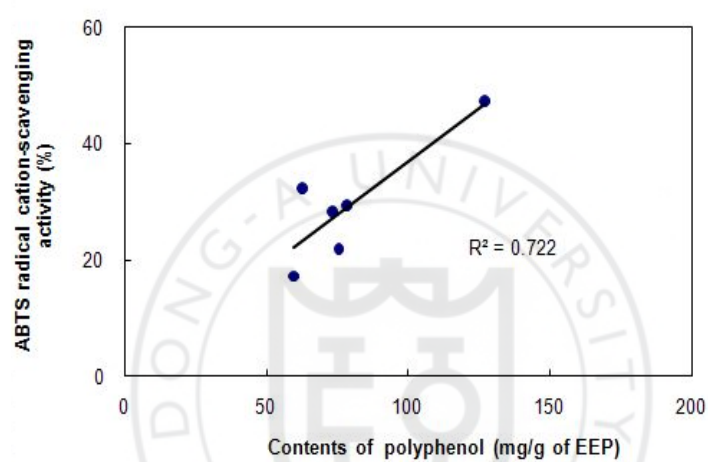 60
40
20
0
0
50
100
150
200
R² = 0.722
ABTS radical cation-scavenging
activity (%)
Contents of polyphenol (mg/g of EEP)
DONG-A UNIVERSITY